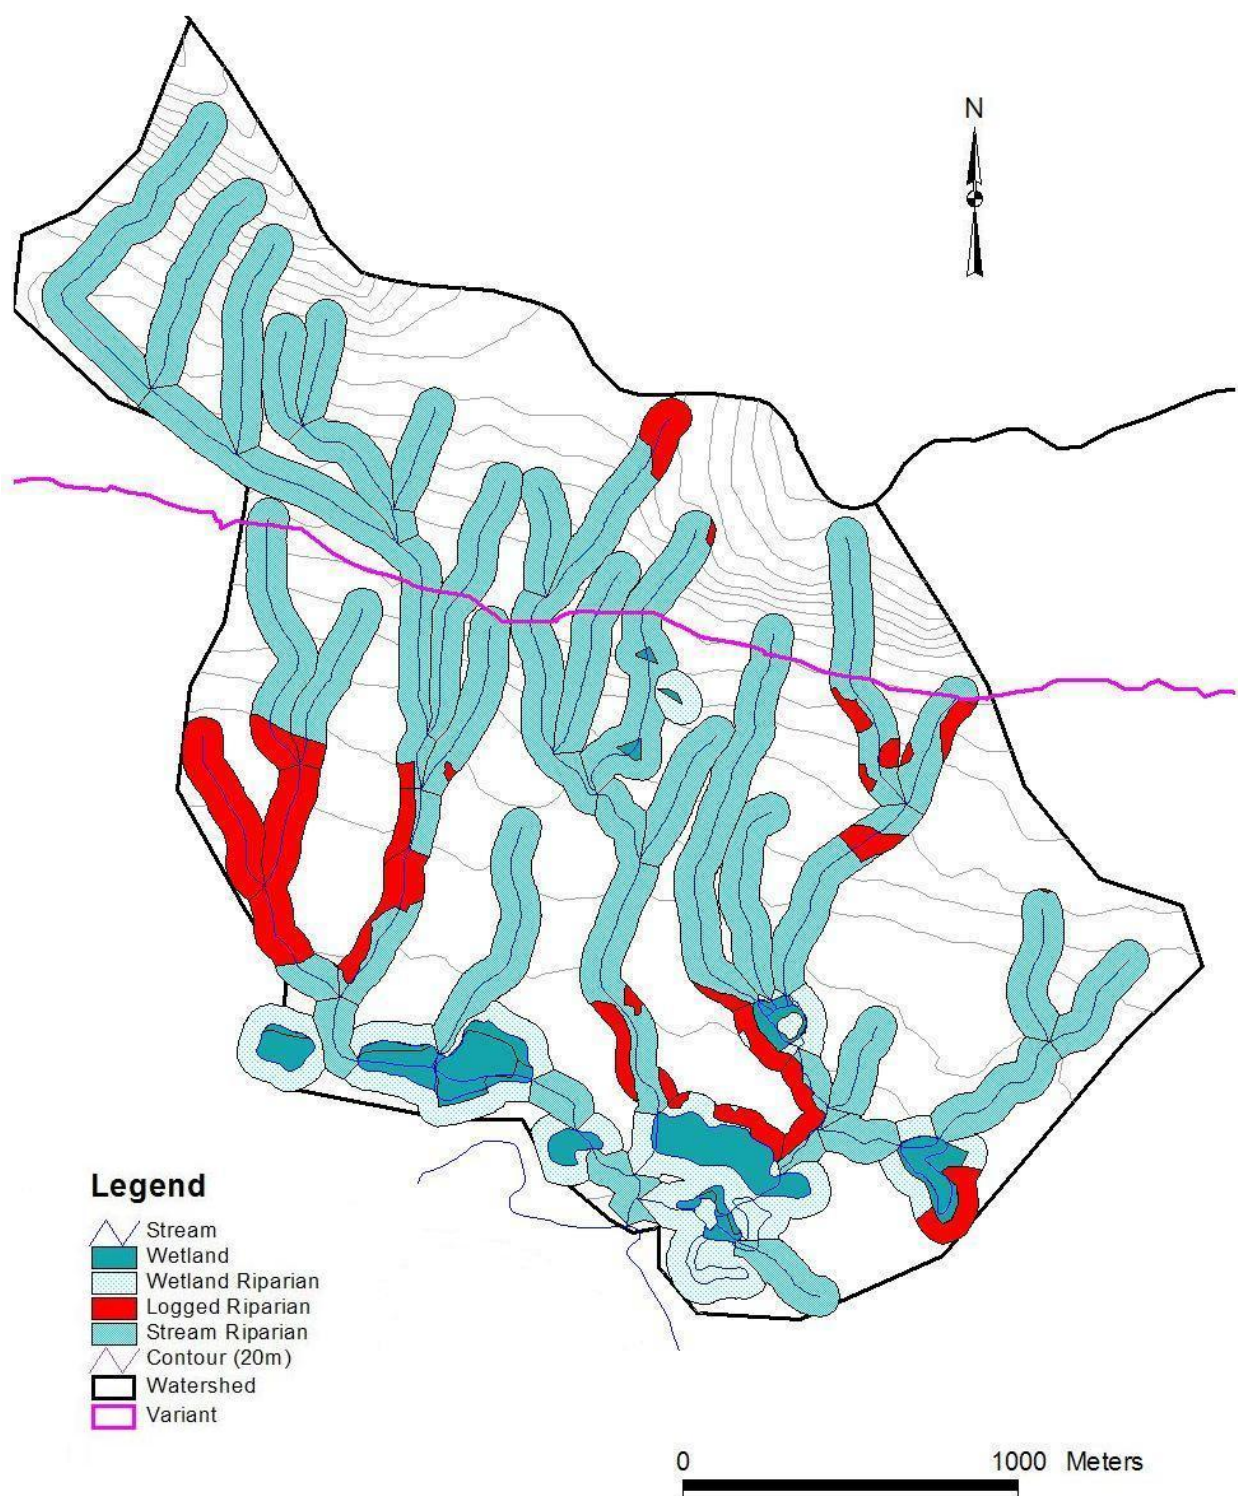 N
Legend
Stream
Wetland
Wetland Riparian
Logged Riparian
Stream Riparian
Contour (20m)
Watershed
Variant
0 1000 Meters